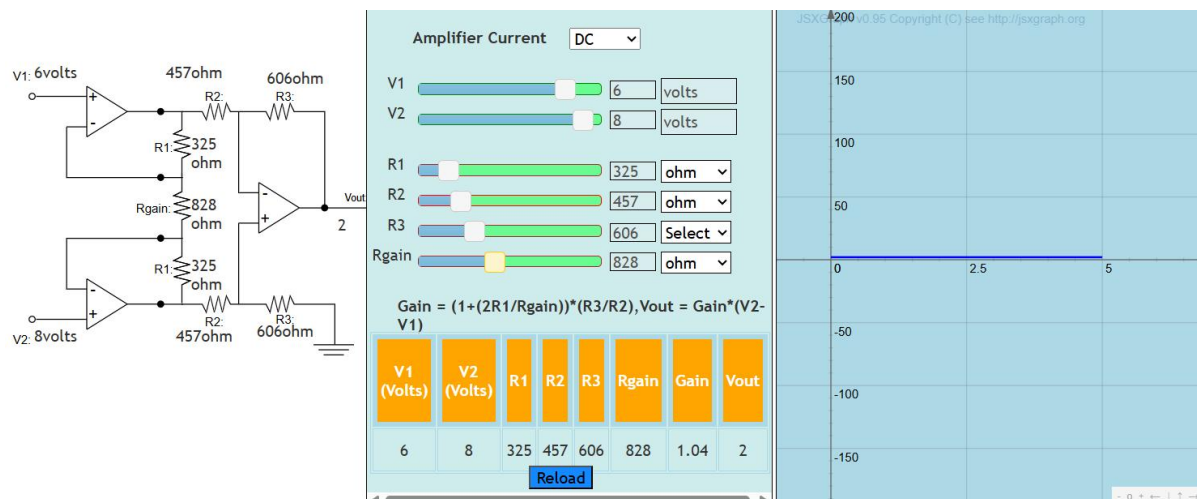 V1: 6volts
457ohm
R2:
606ohm
R3:
R1: 325
ohm
Rgain: 828
ohm
Vout
2
R1: 325
ohm
V2: 8volts
R2:
457ohm
R3:
606ohm
Amplifier Current DC
V1 6 volts
V2 8 volts
R1 325 ohm
R2 457 ohm
R3 606 Select
Rgain 828 ohm
Gain = (1+(2R1/Rgain))*(R3/R2),Vout = Gain*(V2-
V1)
V1 (Volts) V2 (Volts) R1 R2 R3 Rgain Gain Vout
6 8 325 457 606 828 1.04 2
Reload
JSXGraph v0.95 Copyright (C) see http://jsxgraph.org
200
150
100
50
0 2.5 5
-50
-100
-150
- o + ← ↓ ↑ →